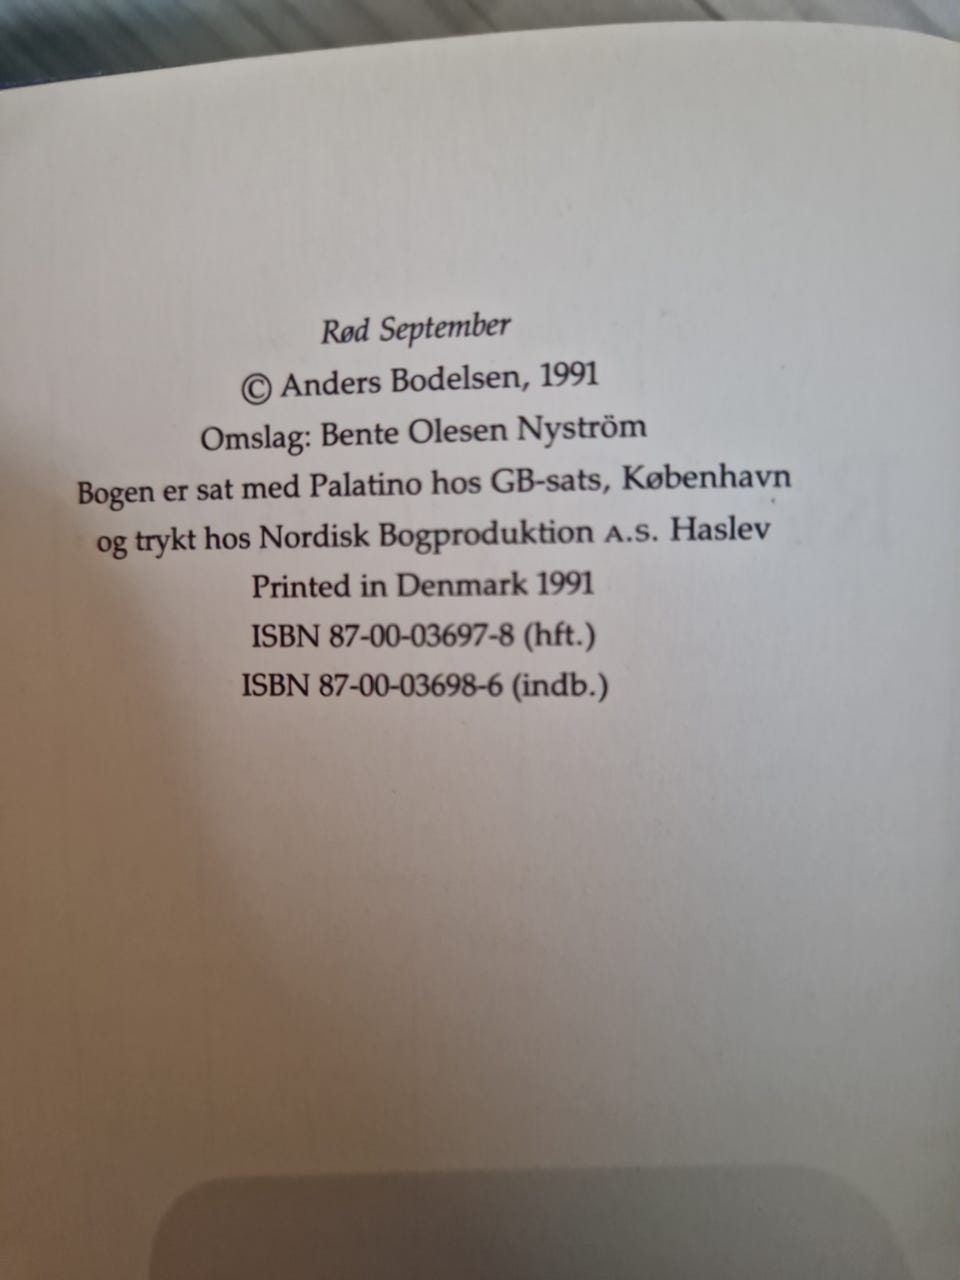 Rød September
© Anders Bodelsen, 1991
Omslag: Bente Olesen Nyström
Bogen er sat med Palatino hos GB-sats, København
og trykt hos Nordisk Bogproduktion A.S. Haslev
Printed in Denmark 1991
ISBN 87-00-03697-8 (hft.)
ISBN 87-00-03698-6 (indb.)